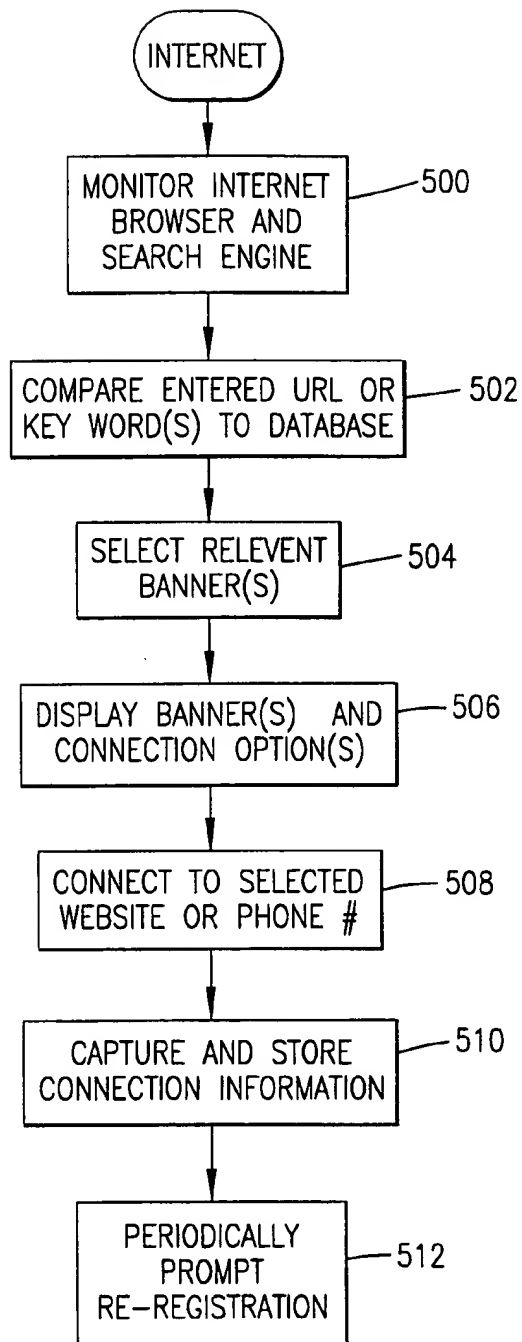 INTERNET
MONITOR INTERNET
BROWSER AND
SEARCH ENGINE
500
COMPARE ENTERED URL OR
KEY WORD(S) TO DATABASE
502
SELECT RELEVENT
BANNER(S)
504
DISPLAY BANNER(S) AND
CONNECTION OPTION(S)
506
CONNECT TO SELECTED
WEBSITE OR PHONE #
508
CAPTURE AND STORE
CONNECTION INFORMATION
510
PERIODICALLY
PROMPT
RE-REGISTRATION
512